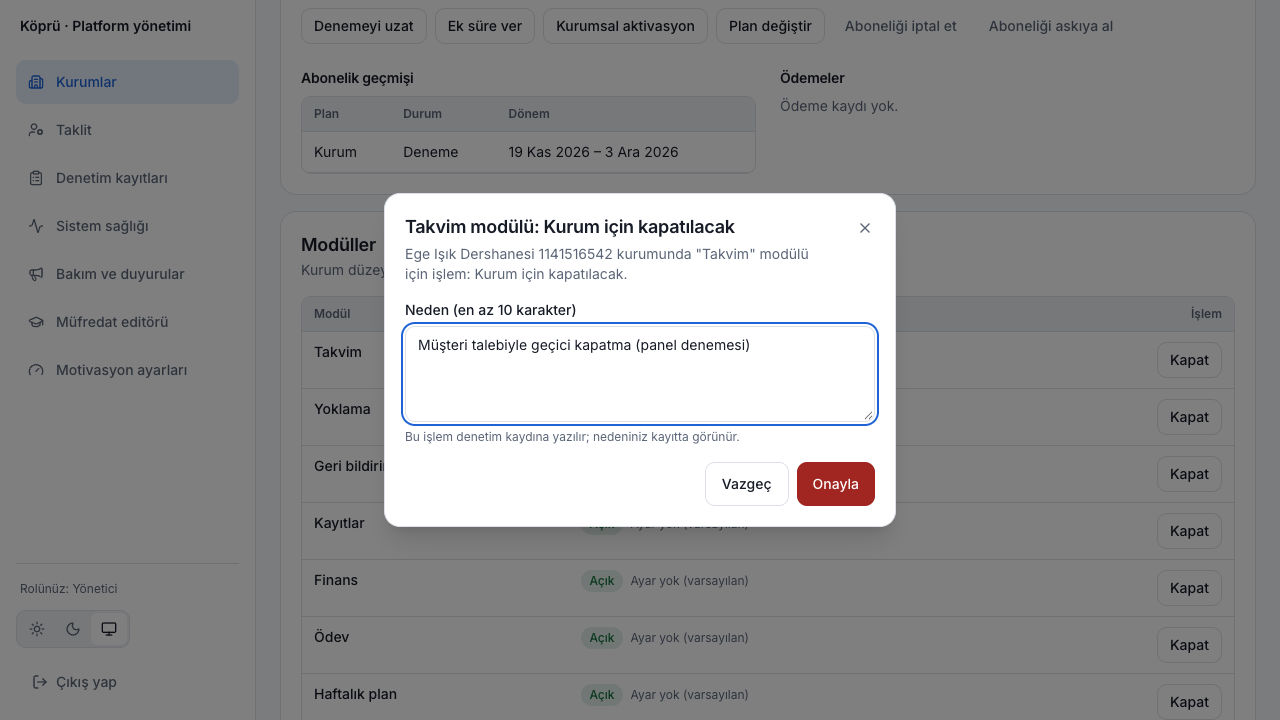 Köprü · Platform yönetimi
Kurumlar
Taklit
Denetim kayıtları
Sistem sağlığı
Bakım ve duyurular
Müfredat editörü
Motivasyon ayarları
Rolünüz: Yönetici
Çıkış yap
Denemeyi uzat
Ek süre ver
Kurumsal aktivasyon
Plan değiştir
Aboneliği iptal et
Aboneliği askıya al
Abonelik geçmişi
Plan Durum Dönem
Kurum Deneme 19 Kas 2026 – 3 Ara 2026
Ödemeler
Ödeme kaydı yok.
Modüller
Kurum düzey
Modül İşlem
Takvim Kapat
Yoklama Kapat
Geri bildirim Kapat
Kayıtlar Kapat
Finans Açık Ayar yok (varsayılan) Kapat
Ödev Açık Ayar yok (varsayılan) Kapat
Haftalık plan Açık Ayar yok (varsayılan) Kapat
Takvim modülü: Kurum için kapatılacak
Ege Işık Dershanesi 1141516542 kurumunda "Takvim" modülü
için işlem: Kurum için kapatılacak.
Neden (en az 10 karakter)
Müşteri talebiyle geçici kapatma (panel denemesi)
Bu işlem denetim kaydına yazılır; nedeniniz kayıtta görünür.
Vazgeç
Onayla